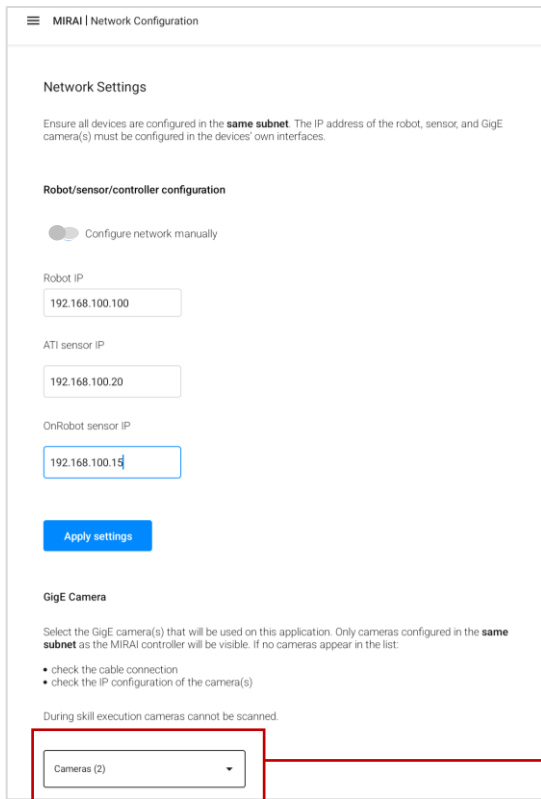 MIRAI | Network Configuration
Network Settings
Ensure all devices are configured in the same subnet. The IP address of the robot, sensor, and GigE
camera(s) must be configured in the devices' own interfaces.
Robot/sensor/controller configuration
Configure network manually
Robot IP
192.168.100.100
ATI sensor IP
192.168.100.20
OnRobot sensor IP
192.168.100.15
Apply settings
GigE Camera
Select the GigE camera(s) that will be used on this application. Only cameras configured in the same
subnet as the MIRAI controller will be visible. If no cameras appear in the list:
• check the cable connection
• check the IP configuration of the camera(s)
During skill execution cameras cannot be scanned.
Cameras (2)